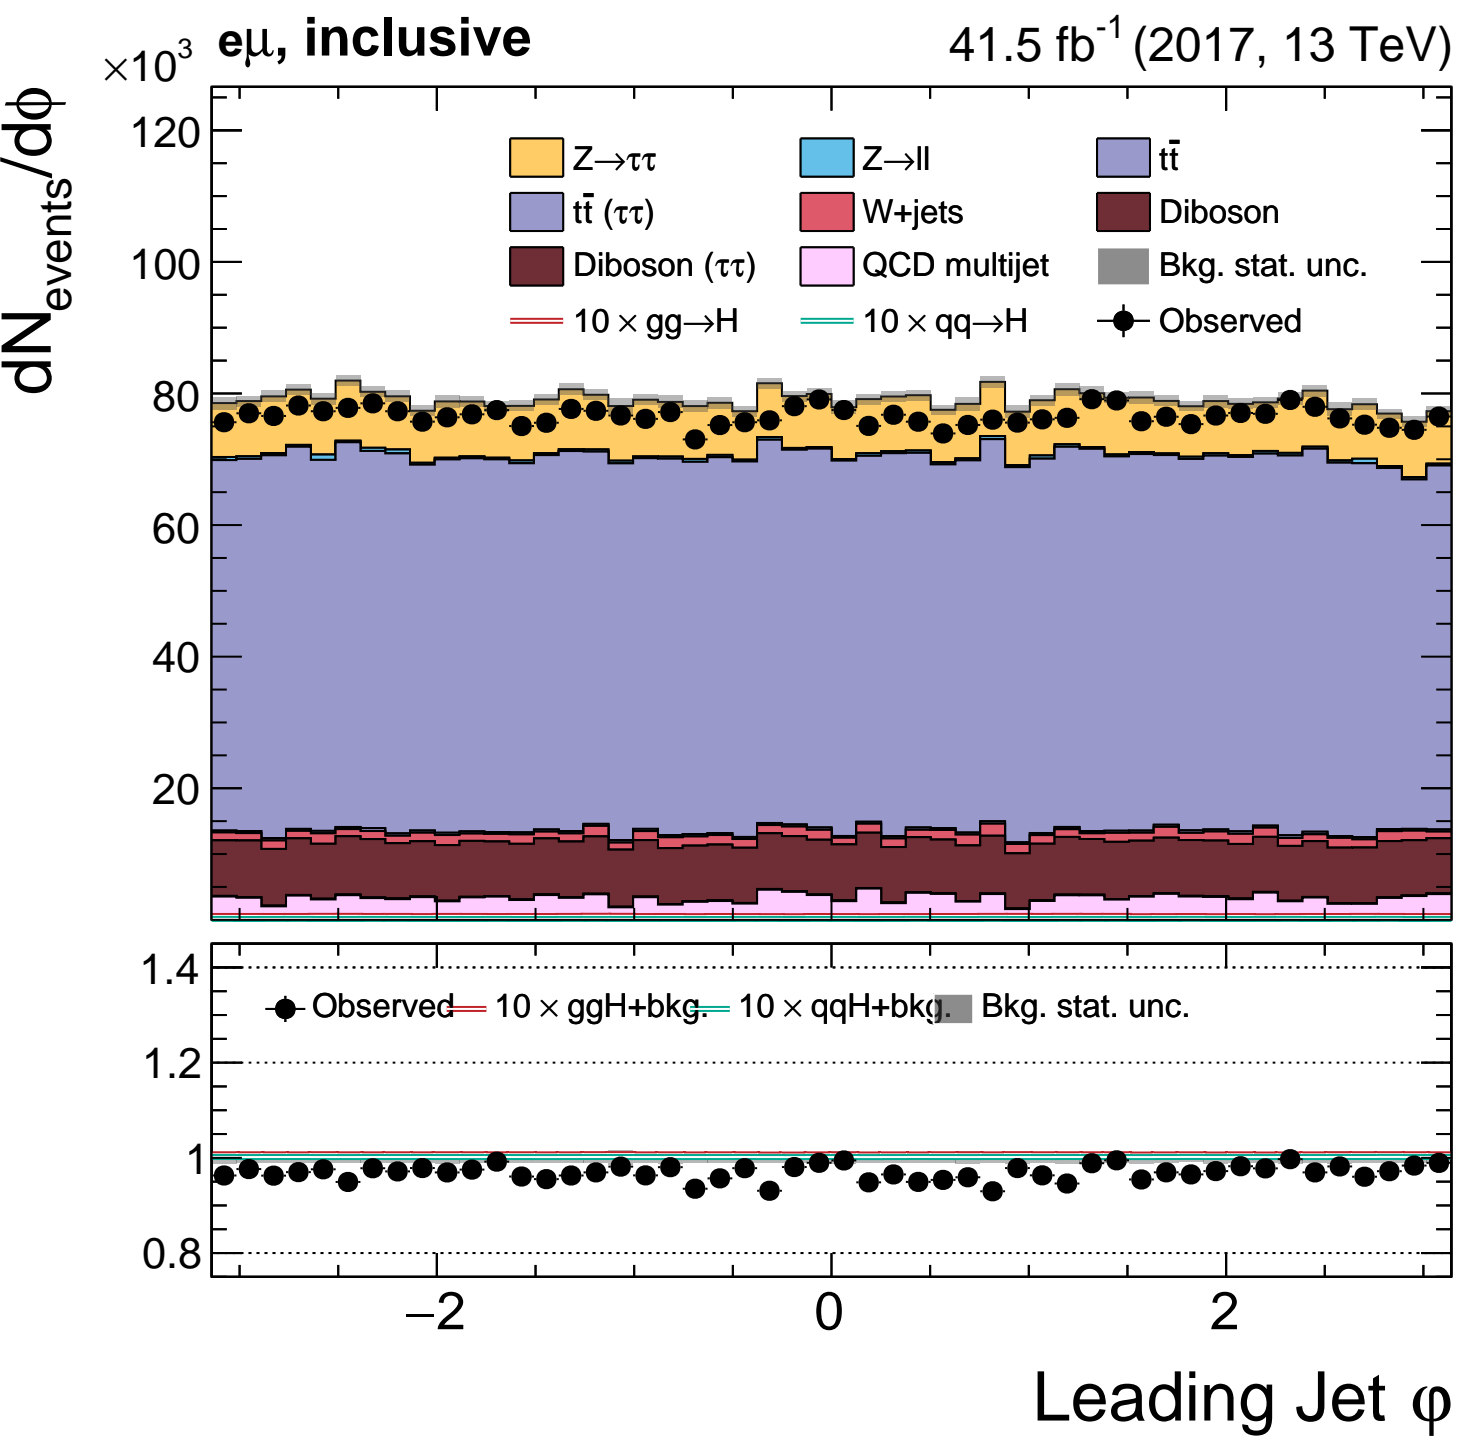 ×10³ eμ, inclusive 41.5 fb⁻¹ (2017, 13 TeV)
dN_events/dϕ
120
100
80
60
40
20
Z→ττ Z→ll tt̄
tt̄ (ττ) W+jets Diboson
Diboson (ττ) QCD multijet Bkg. stat. unc.
10 × gg→H 10 × qq→H Observed
1.4
1.2
1
0.8
Observed 10 × ggH+bkg. 10 × qqH+bkg. Bkg. stat. unc.
−2 0 2
Leading Jet φ